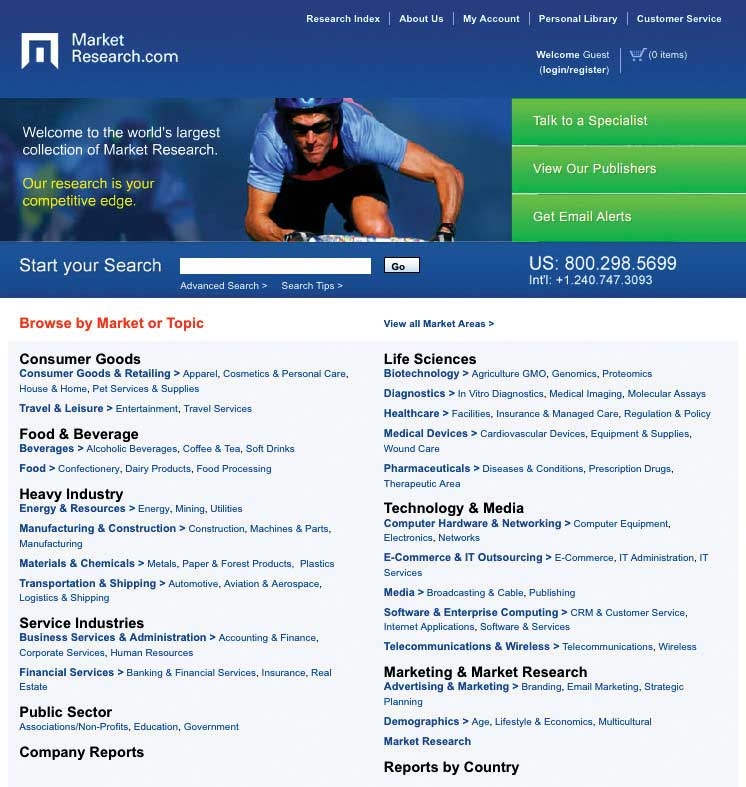 Research Index | About Us | My Account | Personal Library | Customer Service
Market
Research.com
Welcome Guest
(login/register)
(0 items)
Welcome to the world's largest
collection of Market Research.
Our research is your
competitive edge.
Talk to a Specialist
View Our Publishers
Get Email Alerts
Start your Search
Go
Advanced Search > Search Tips >
US: 800.298.5699
Int'l: +1.240.747.3093
Browse by Market or Topic
View all Market Areas >
Consumer Goods
Consumer Goods & Retailing > Apparel, Cosmetics & Personal Care,
House & Home, Pet Services & Supplies
Travel & Leisure > Entertainment, Travel Services
Food & Beverage
Beverages > Alcoholic Beverages, Coffee & Tea, Soft Drinks
Food > Confectionery, Dairy Products, Food Processing
Heavy Industry
Energy & Resources > Energy, Mining, Utilities
Manufacturing & Construction > Construction, Machines & Parts,
Manufacturing
Materials & Chemicals > Metals, Paper & Forest Products, Plastics
Transportation & Shipping > Automotive, Aviation & Aerospace,
Logistics & Shipping
Service Industries
Business Services & Administration > Accounting & Finance,
Corporate Services, Human Resources
Financial Services > Banking & Financial Services, Insurance, Real
Estate
Public Sector
Associations/Non-Profits, Education, Government
Company Reports
Life Sciences
Biotechnology > Agriculture GMO, Genomics, Proteomics
Diagnostics > In Vitro Diagnostics, Medical Imaging, Molecular Assays
Healthcare > Facilities, Insurance & Managed Care, Regulation & Policy
Medical Devices > Cardiovascular Devices, Equipment & Supplies,
Wound Care
Pharmaceuticals > Diseases & Conditions, Prescription Drugs,
Therapeutic Area
Technology & Media
Computer Hardware & Networking > Computer Equipment,
Electronics, Networks
E-Commerce & IT Outsourcing > E-Commerce, IT Administration, IT
Services
Media > Broadcasting & Cable, Publishing
Software & Enterprise Computing > CRM & Customer Service,
Internet Applications, Software & Services
Telecommunications & Wireless > Telecommunications, Wireless
Marketing & Market Research
Advertising & Marketing > Branding, Email Marketing, Strategic
Planning
Demographics > Age, Lifestyle & Economics, Multicultural
Market Research
Reports by Country